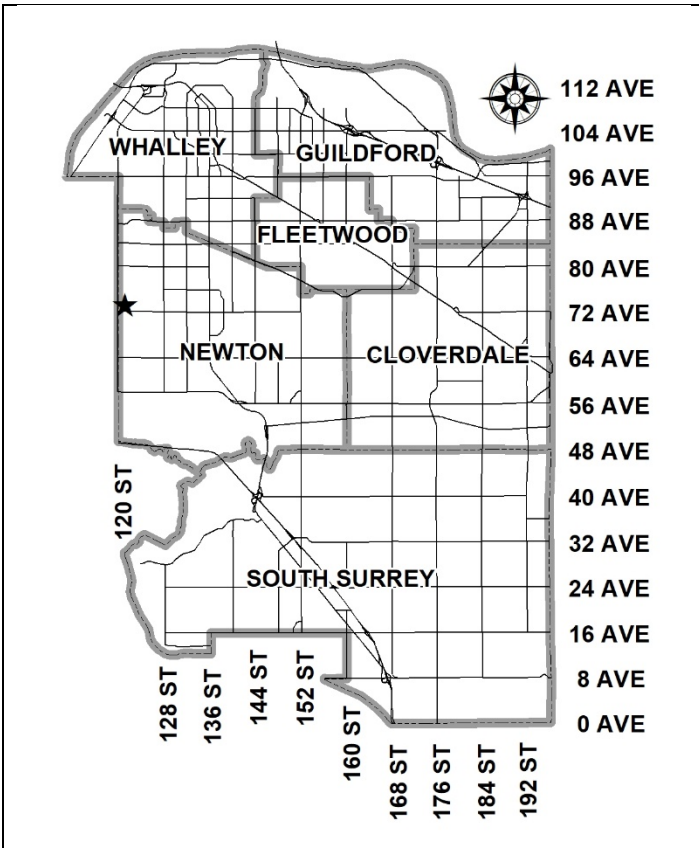 112 AVE
104 AVE
WHALLEY
GUILDFORD
96 AVE
88 AVE
FLEETWOOD
80 AVE
72 AVE
NEWTON
CLOVERDALE
64 AVE
56 AVE
48 AVE
120 ST
40 AVE
32 AVE
SOUTH SURREY
24 AVE
16 AVE
8 AVE
0 AVE
128 ST
136 ST
144 ST
152 ST
160 ST
168 ST
176 ST
184 ST
192 ST